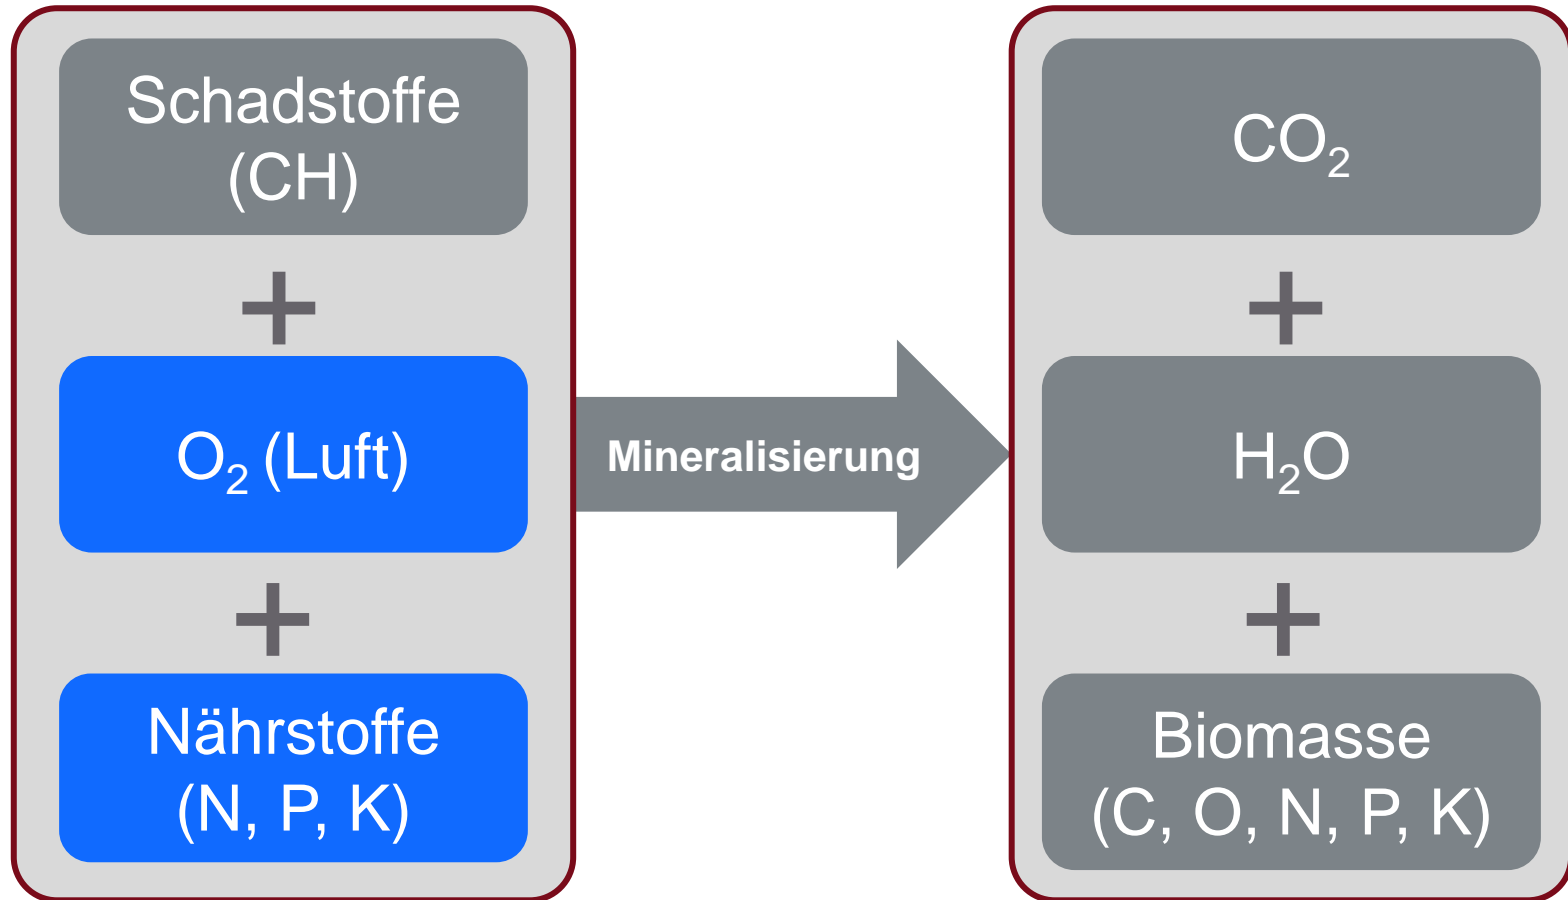 Schadstoffe
(CH)
+
O₂ (Luft)
+
Nährstoffe
(N, P, K)
Mineralisierung
CO₂
+
H₂O
+
Biomasse
(C, O, N, P, K)